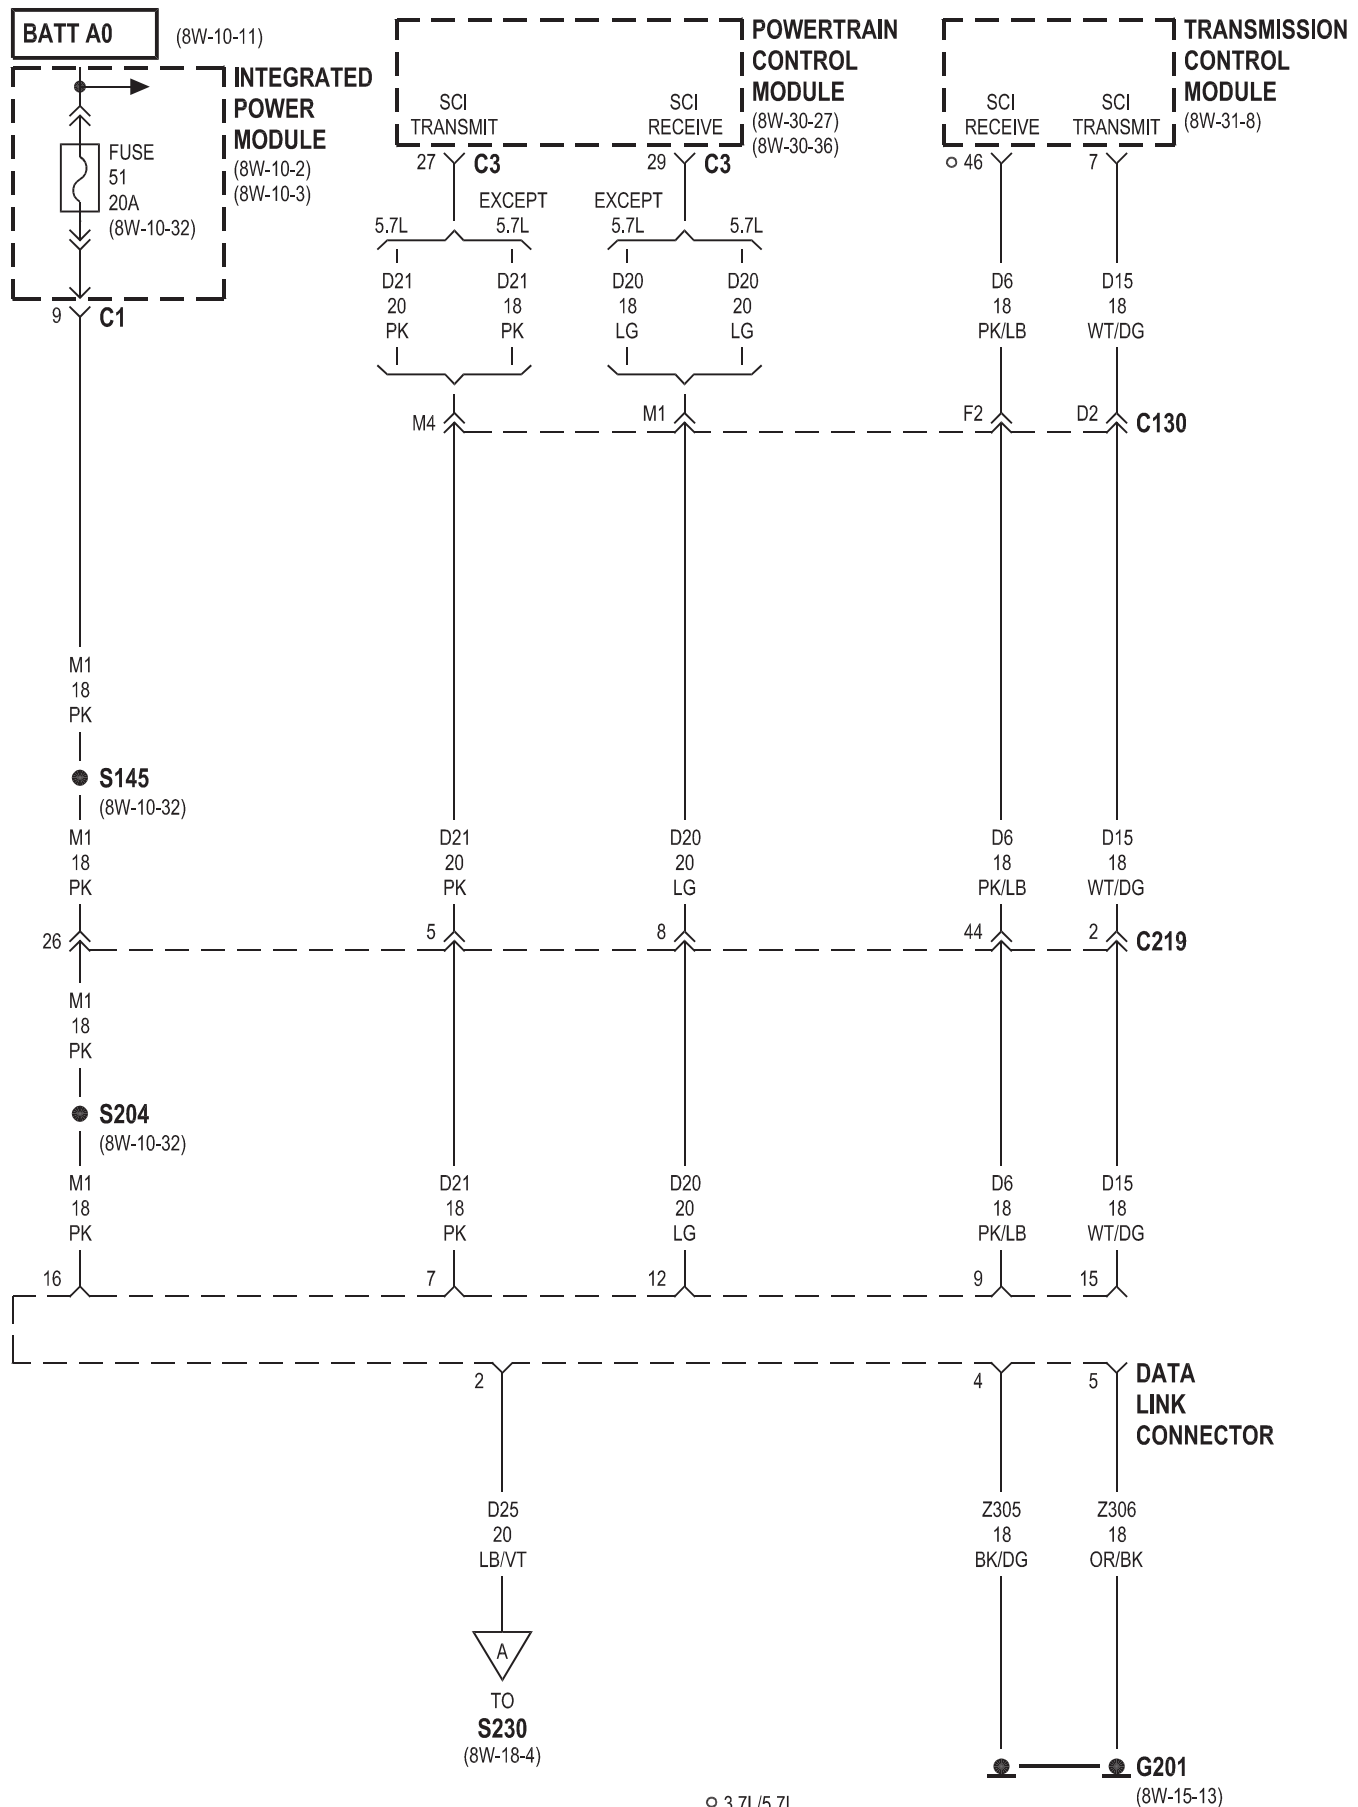 BATT A0
(8W-10-11)
INTEGRATED
POWER
MODULE
(8W-10-2)
(8W-10-3)
FUSE
51
20A
(8W-10-32)
9
C1
POWERTRAIN
CONTROL
MODULE
(8W-30-27)
(8W-30-36)
SCI
TRANSMIT
SCI
RECEIVE
27
C3
29
C3
TRANSMISSION
CONTROL
MODULE
(8W-31-8)
SCI
RECEIVE
SCI
TRANSMIT
46
7
5.7L
EXCEPT
5.7L
EXCEPT
5.7L
5.7L
D21
20
PK
D21
18
PK
D20
18
LG
D20
20
LG
D6
18
PK/LB
D15
18
WT/DG
M4
M1
F2
D2
C130
M1
18
PK
S145
(8W-10-32)
M1
18
PK
D21
20
PK
D20
20
LG
D6
18
PK/LB
D15
18
WT/DG
26
5
8
44
2
C219
M1
18
PK
S204
(8W-10-32)
M1
18
PK
D21
18
PK
D20
20
LG
D6
18
PK/LB
D15
18
WT/DG
16
7
12
9
15
2
4
5
DATA
LINK
CONNECTOR
D25
20
LB/VT
Z305
18
BK/DG
Z306
18
OR/BK
A
TO
S230
(8W-18-4)
G201
(8W-15-13)
3.7L/5.7L